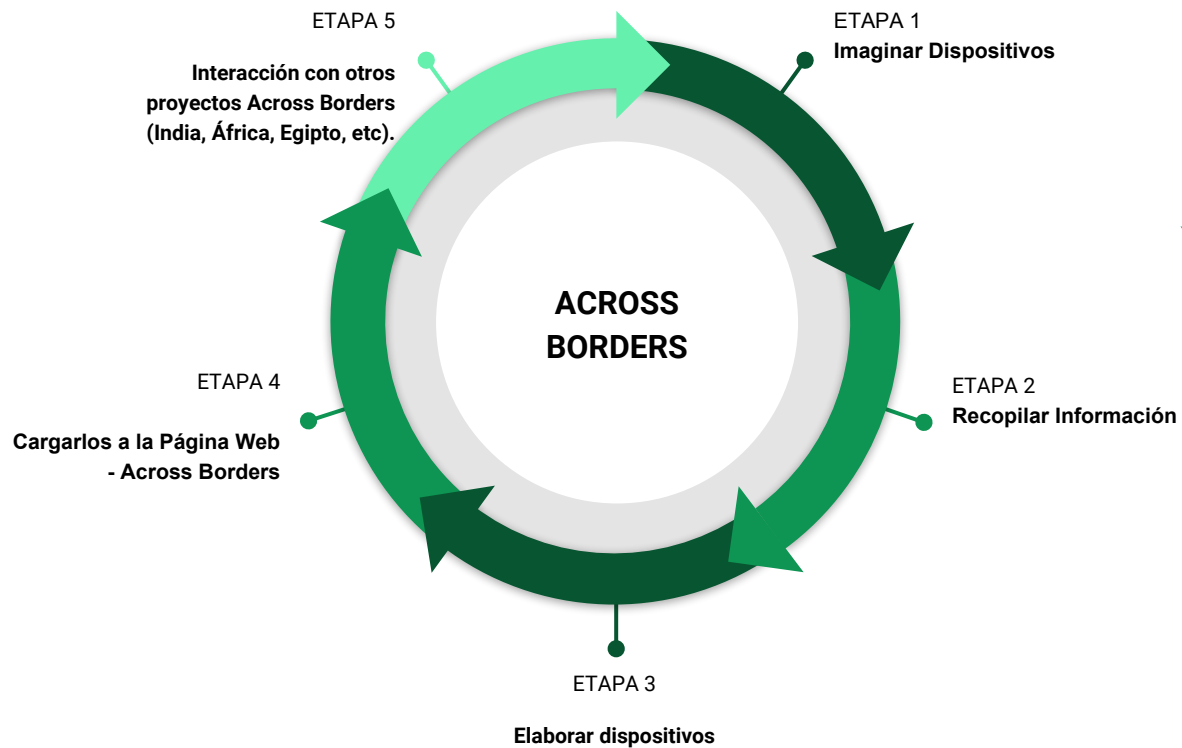 ETAPA 5
Interacción con otros
proyectos Across Borders
(India, África, Egipto, etc).
ETAPA 1
Imaginar Dispositivos
ACROSS
BORDERS
ETAPA 4
Cargarlos a la Página Web
- Across Borders
ETAPA 2
Recopilar Información
ETAPA 3
Elaborar dispositivos